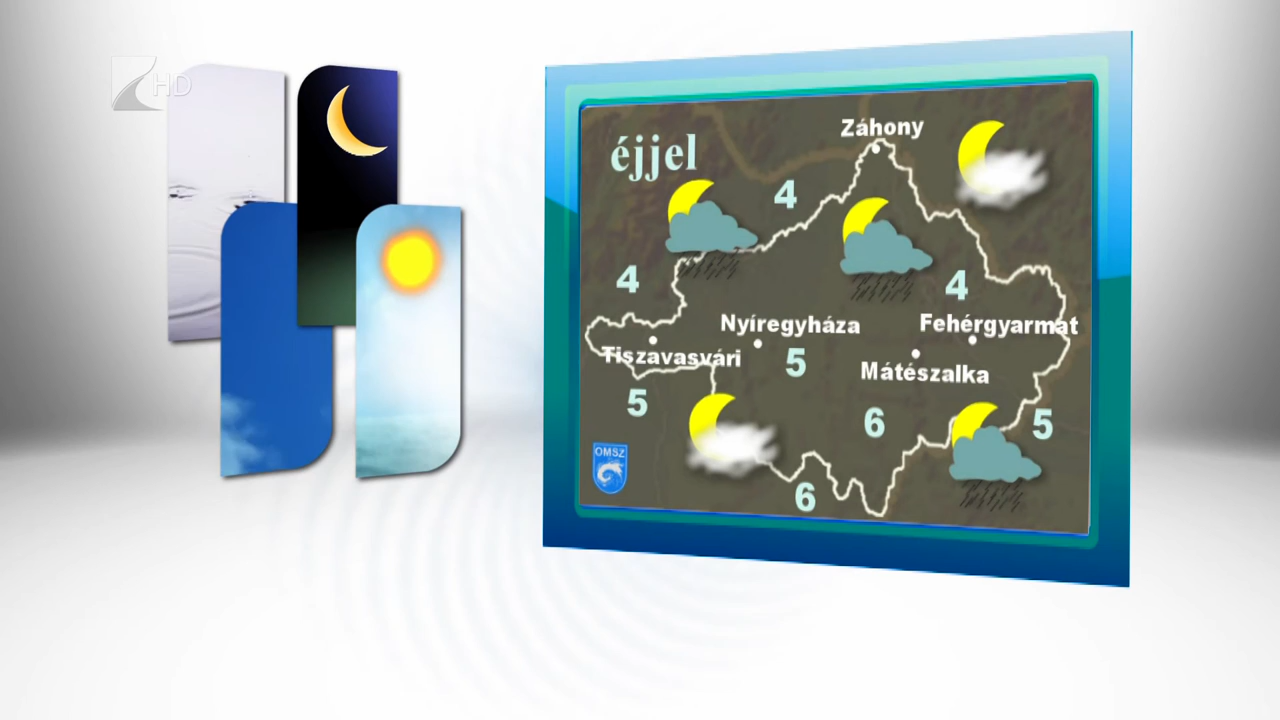 HD
éjjel
Záhony
4
4
4
Nyíregyháza
Fehérgyarmat
Tiszavasvári
5
Mátészalka
5
6
5
OMSZ
6